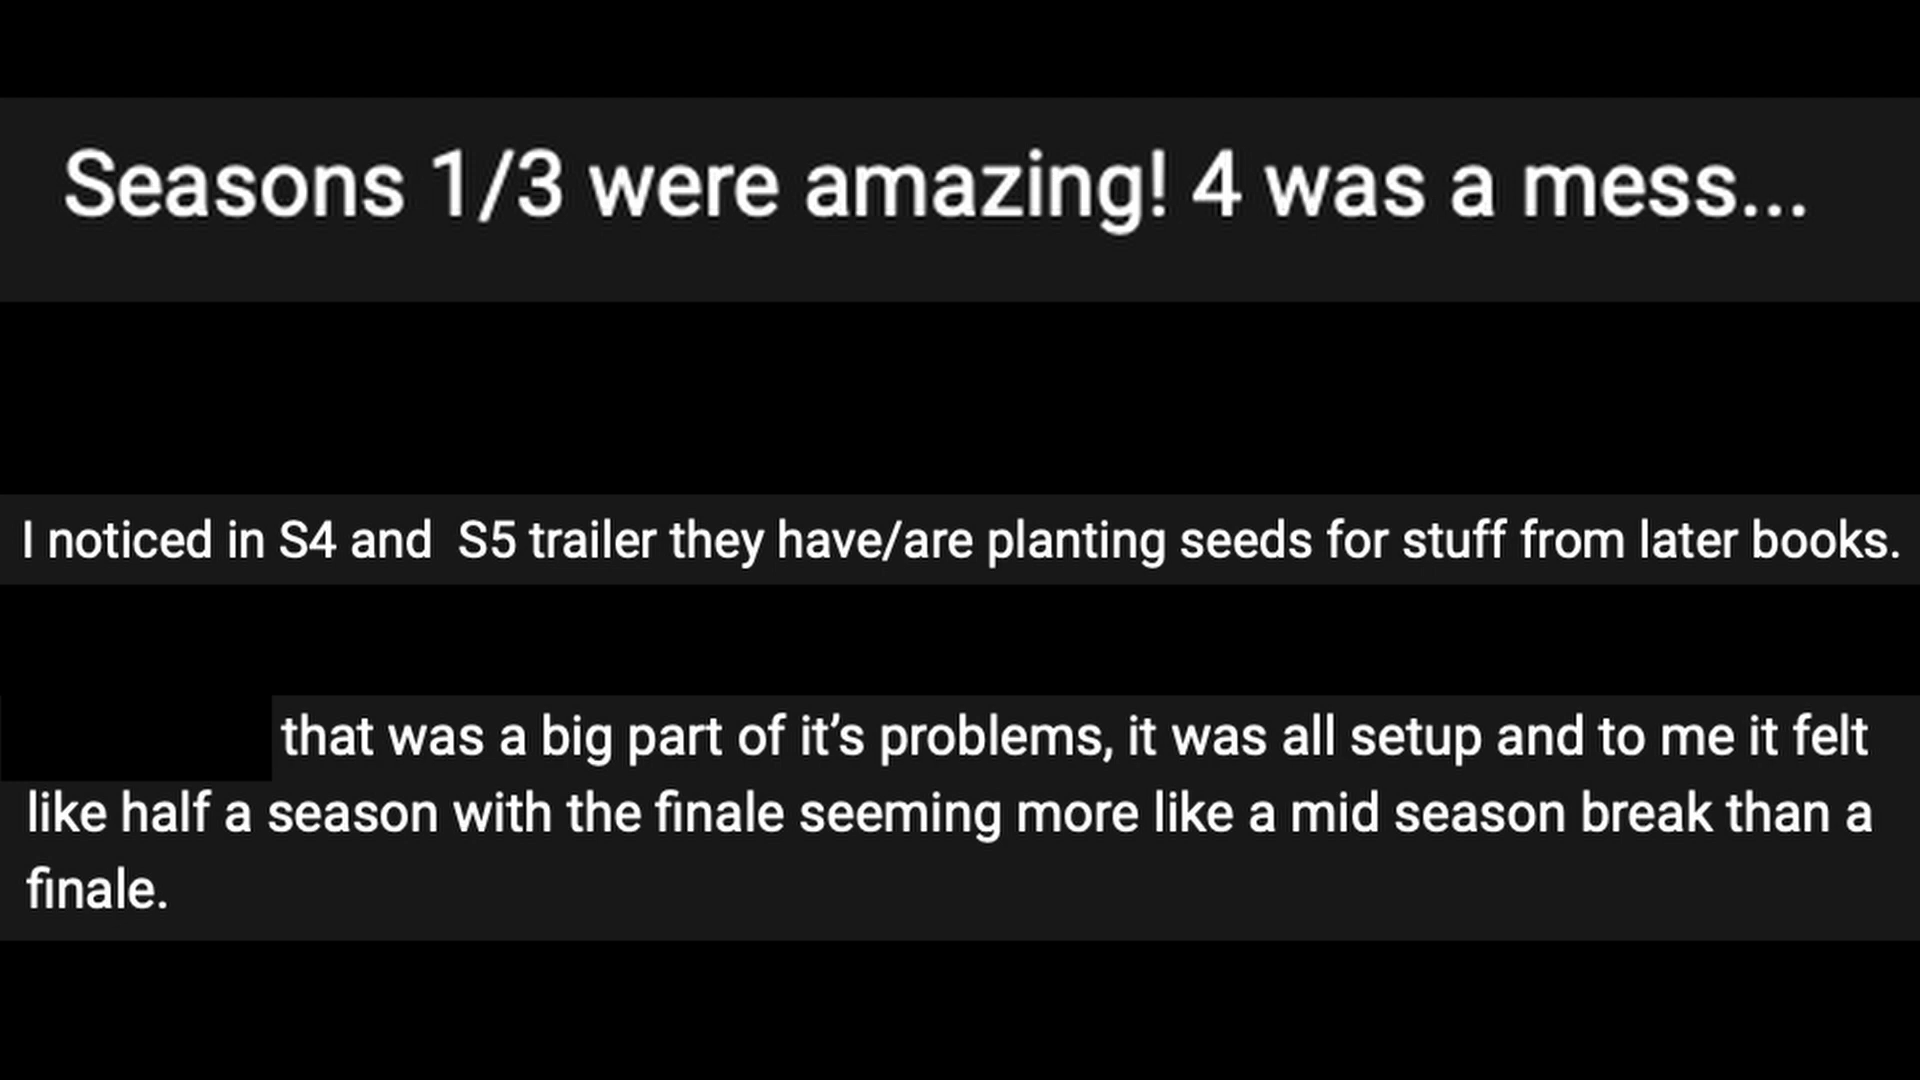 Seasons 1/3 were amazing! 4 was a mess...
I noticed in S4 and  S5 trailer they have/are planting seeds for stuff from later books.
that was a big part of it’s problems, it was all setup and to me it felt
like half a season with the finale seeming more like a mid season break than a
finale.